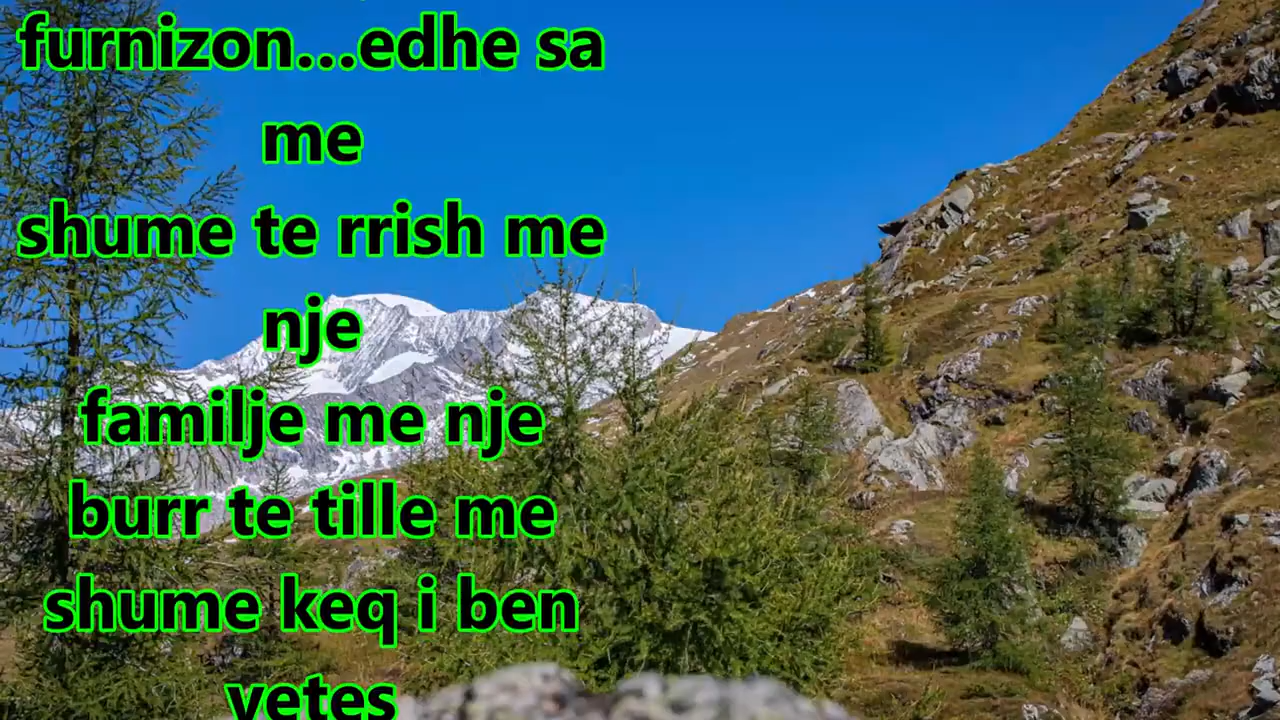 furnizon...edhe sa
me
shume te rrish me
nje
familje me nje
burr te tille me
shume keq i ben
vetes